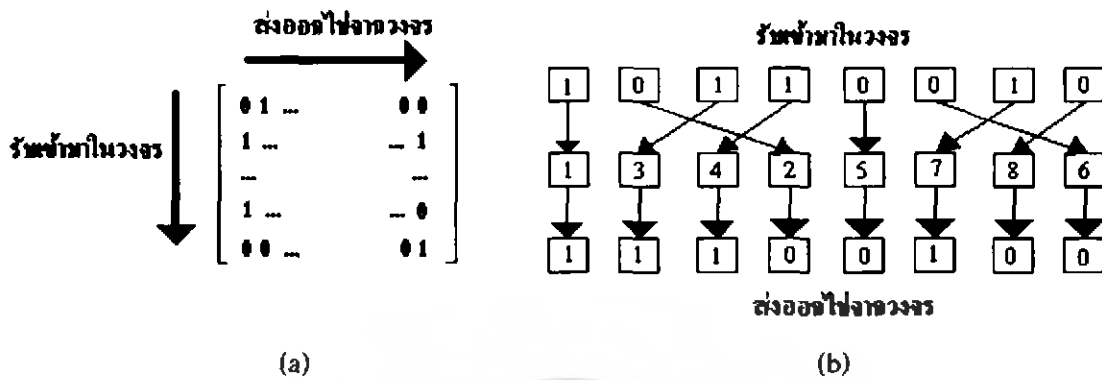 ส่งออกไปจากวงจร
รับเข้ามาในวงจร
0 1 ... 0 0
1 ... ... 1
... ...
1 ... ... 0
0 0 ... 0 1
(a)
รับเข้ามาในวงจร
1 0 1 1 0 0 1 0
1 3 4 2 5 7 8 6
1 1 1 0 0 1 0 0
ส่งออกไปจากวงจร
(b)